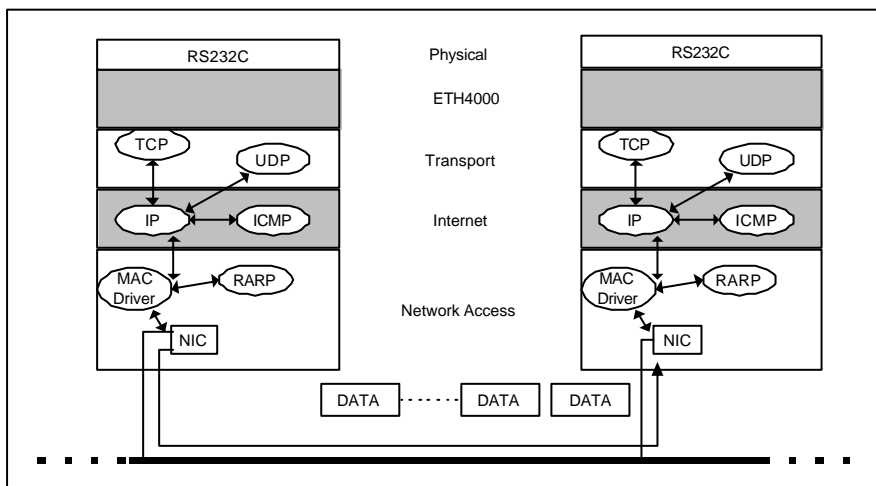 RS232C Physical RS232C
ETH4000
TCP TCP
UDP Transport UDP
IP ICMP Internet IP ICMP
MAC Driver RARP MAC Driver RARP
Network Access
NIC NIC
DATA DATA DATA